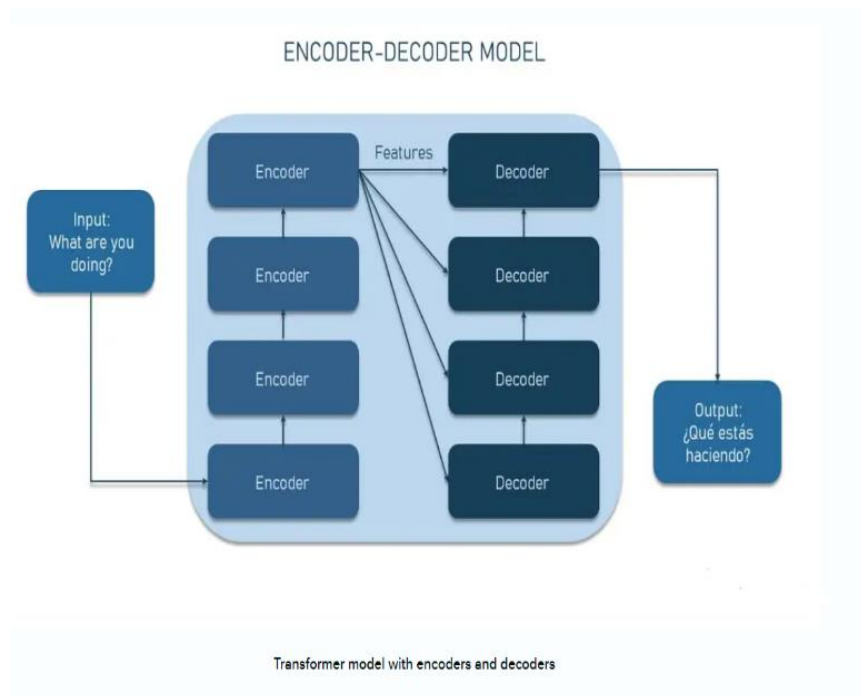 ENCODER-DECODER MODEL
Input:
What are you
doing?
Encoder
Encoder
Encoder
Encoder
Features
Decoder
Decoder
Decoder
Decoder
Output:
¿Qué estás
haciendo?
Transformer model with encoders and decoders